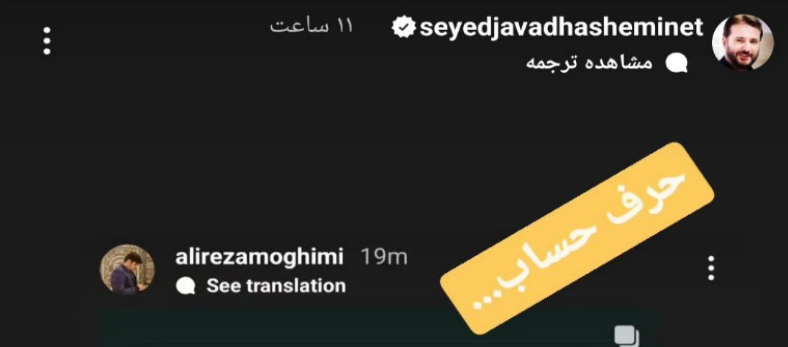 seyedjavadhasheminet ۱۱ ساعت
مشاهده ترجمه
حرف حساب...
alirezamoghimi 19m
See translation